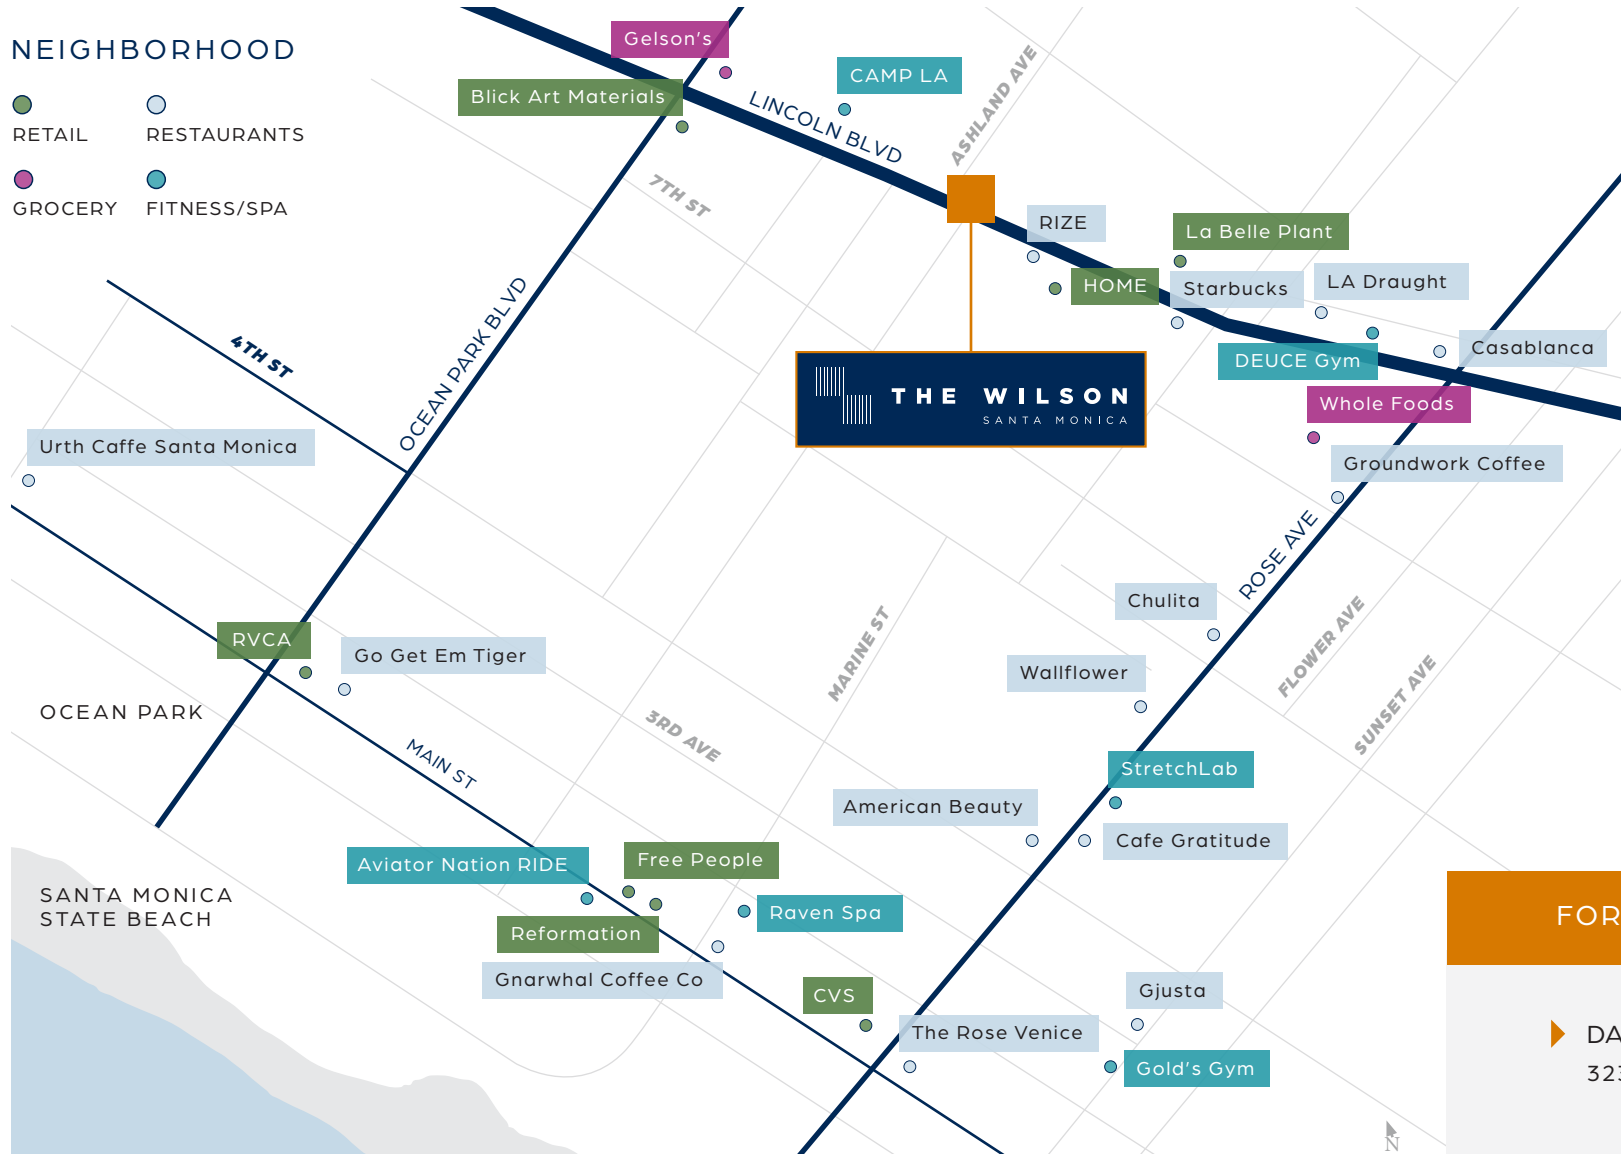 NEIGHBORHOOD
RETAIL
RESTAURANTS
GROCERY
FITNESS/SPA
Gelson's
Blick Art Materials
CAMP LA
LINCOLN BLVD
ASHLAND AVE
7TH ST
RIZE
La Belle Plant
HOME
Starbucks
LA Draught
DEUCE Gym
Casablanca
Whole Foods
Groundwork Coffee
THE WILSON
SANTA MONICA
4TH ST
OCEAN PARK BLVD
Urth Caffe Santa Monica
ROSE AVE
Chulita
RVCA
Go Get Em Tiger
MARINE ST
Wallflower
FLOWER AVE
SUNSET AVE
OCEAN PARK
MAIN ST
3RD AVE
StretchLab
American Beauty
Cafe Gratitude
Aviator Nation RIDE
Free People
SANTA MONICA
STATE BEACH
Reformation
Raven Spa
Gnarwhal Coffee Co
CVS
Gjusta
The Rose Venice
Gold's Gym
FOR
DA
323
N